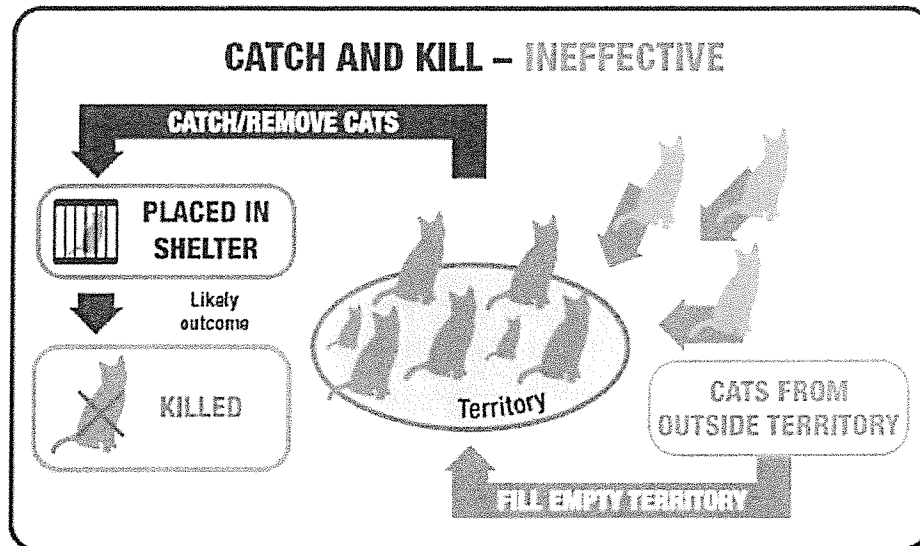 CATCH AND KILL – INEFFECTIVE
CATCH/REMOVE CATS
PLACED IN
SHELTER
Likely
outcome
KILLED
Territory
CATS FROM
OUTSIDE TERRITORY
FILL EMPTY TERRITORY